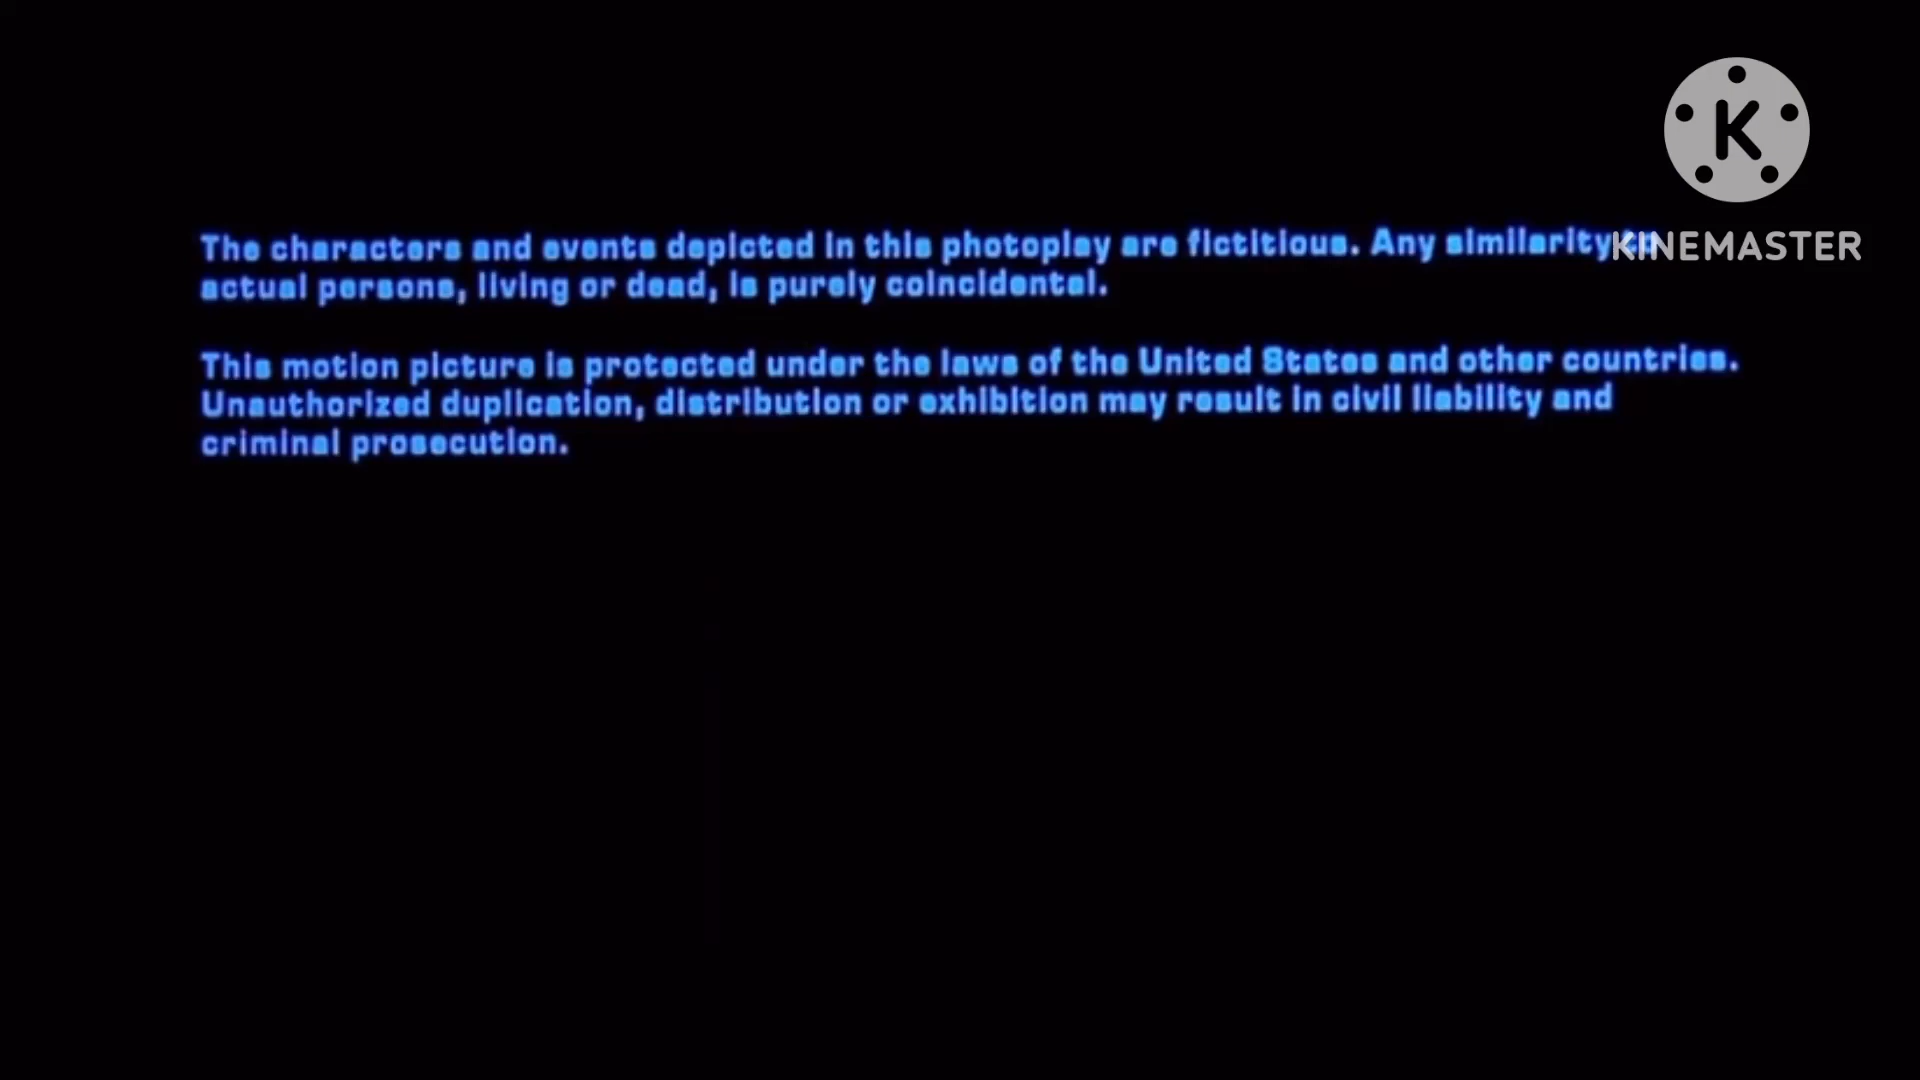 The characters and events depicted in this photoplay are fictitious. Any similarity
KINEMASTER
actual persons, living or dead, is purely coincidental.
This motion picture is protected under the laws of the United States and other countries.
Unauthorized duplication, distribution or exhibition may result in civil liability and
criminal prosecution.